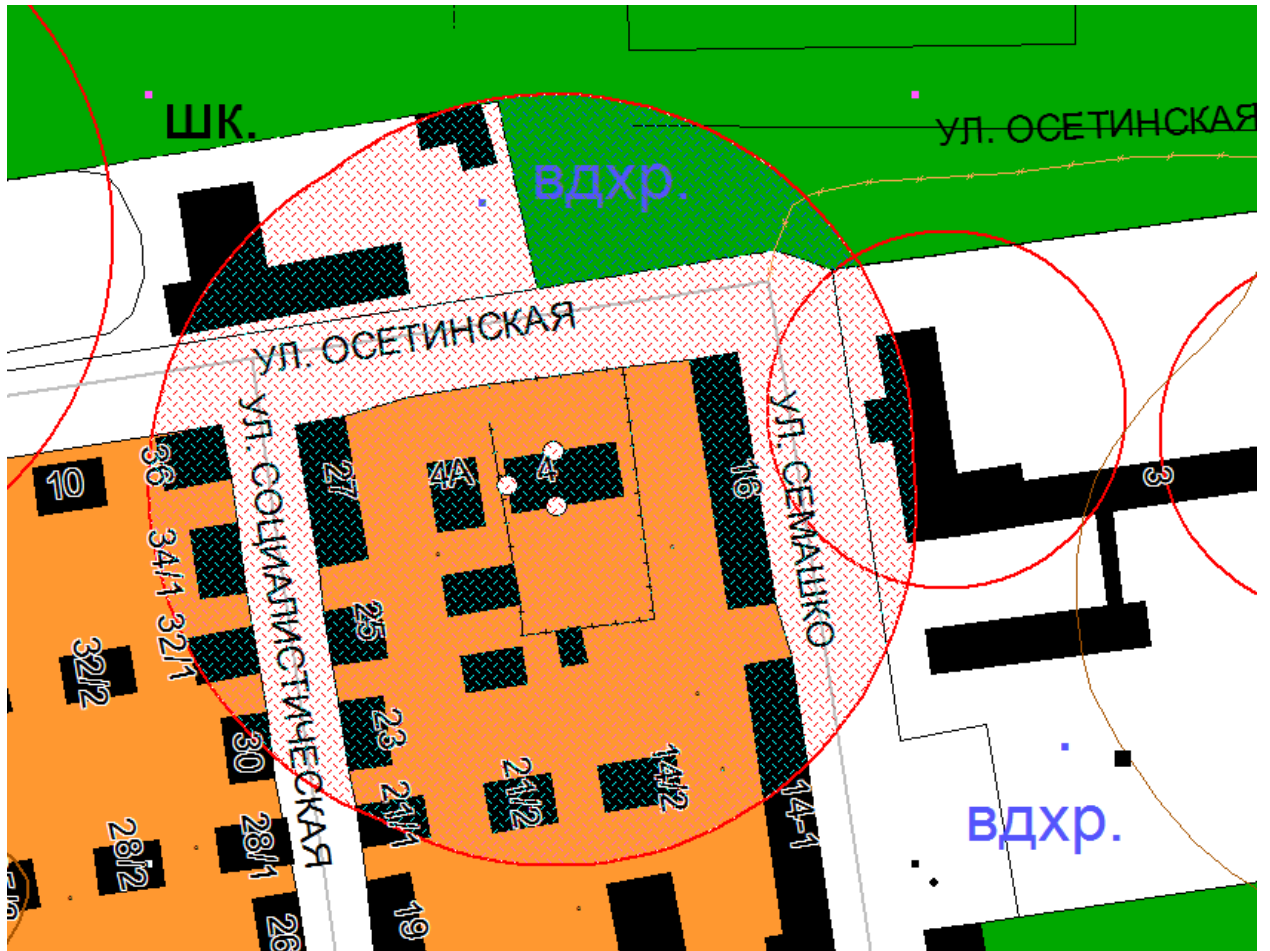 ШК.
УЛ. ОСЕТИНСКАЯ
вдхр.
УЛ. ОСЕТИНСКАЯ
УЛ. СОЦИАЛИСТИЧЕСКАЯ
УЛ. СЕМАШКО
36
10
27
4А
4
16
3
34/1
32/1
25
32/2
23
30
21/1
21/2
14/2
14-1
вдхр.
28/2
28/1
19
26